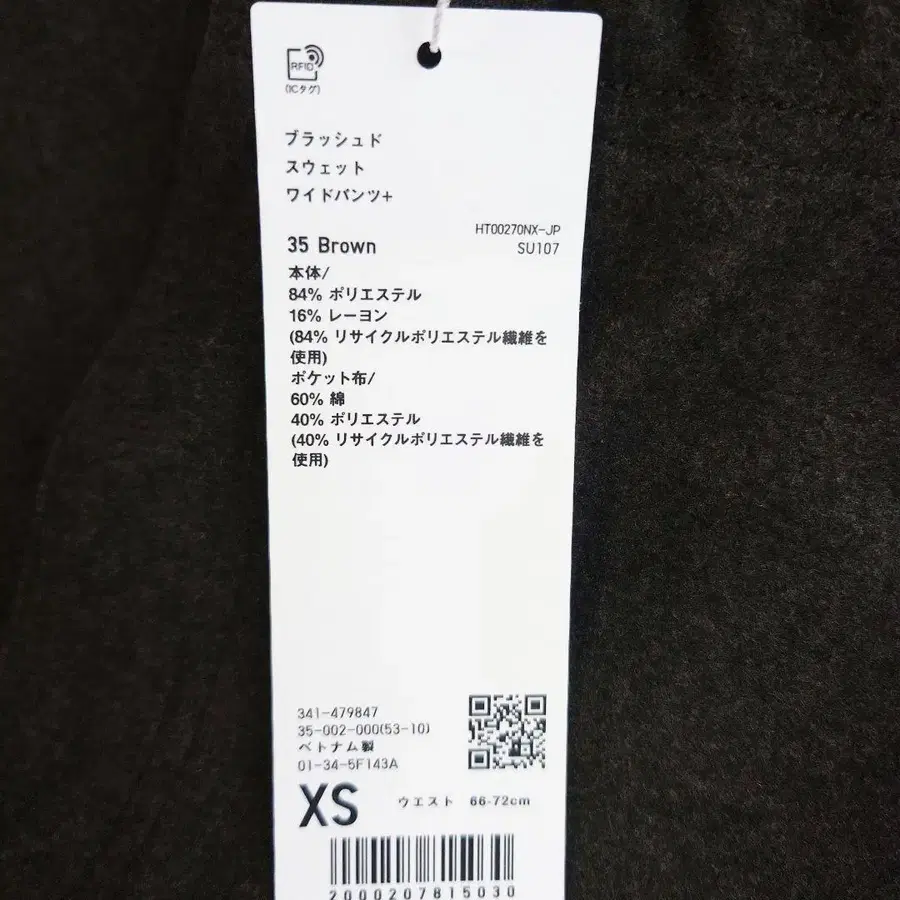 RFID
(ICタグ)
ブラッシュド
スウェット
ワイドパンツ+
HT00270NX-JP
35 Brown
SU107
本体/
84% ポリエステル
16% レーヨン
(84% リサイクルポリエステル繊維を
使用)
ポケット布/
60% 綿
40% ポリエステル
(40% リサイクルポリエステル繊維を
使用)
341-479847
35-002-000(53-10)
ベトナム製
01-34-5F143A
XS ウエスト 66-72cm
2000207815030